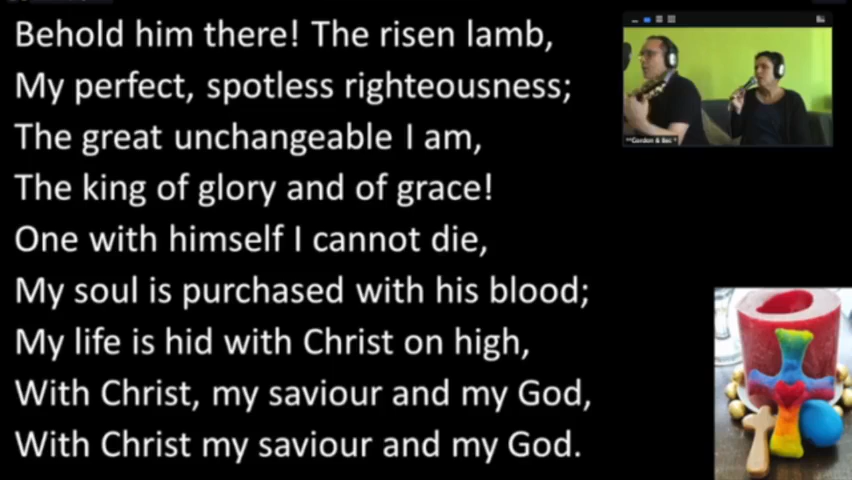 Behold him there! The risen lamb,
My perfect, spotless righteousness;
The great unchangeable I am,
The king of glory and of grace!
One with himself I cannot die,
My soul is purchased with his blood;
My life is hid with Christ on high,
With Christ, my saviour and my God,
With Christ my saviour and my God.
Gordon & Bec